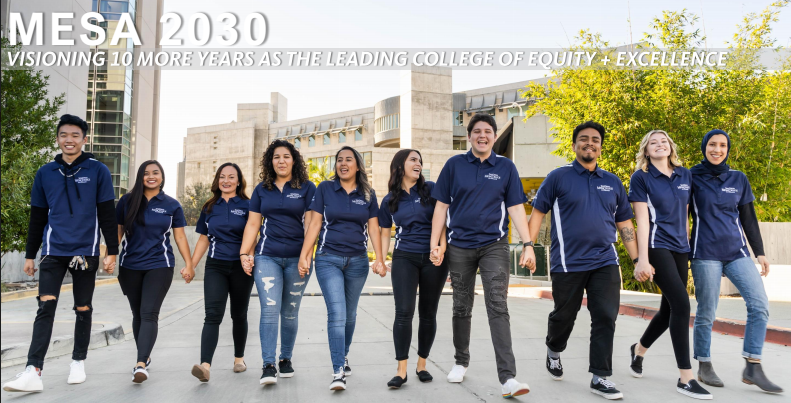 MESA 2030
VISIONING 10 MORE YEARS AS THE LEADING COLLEGE OF EQUITY + EXCELLENCE